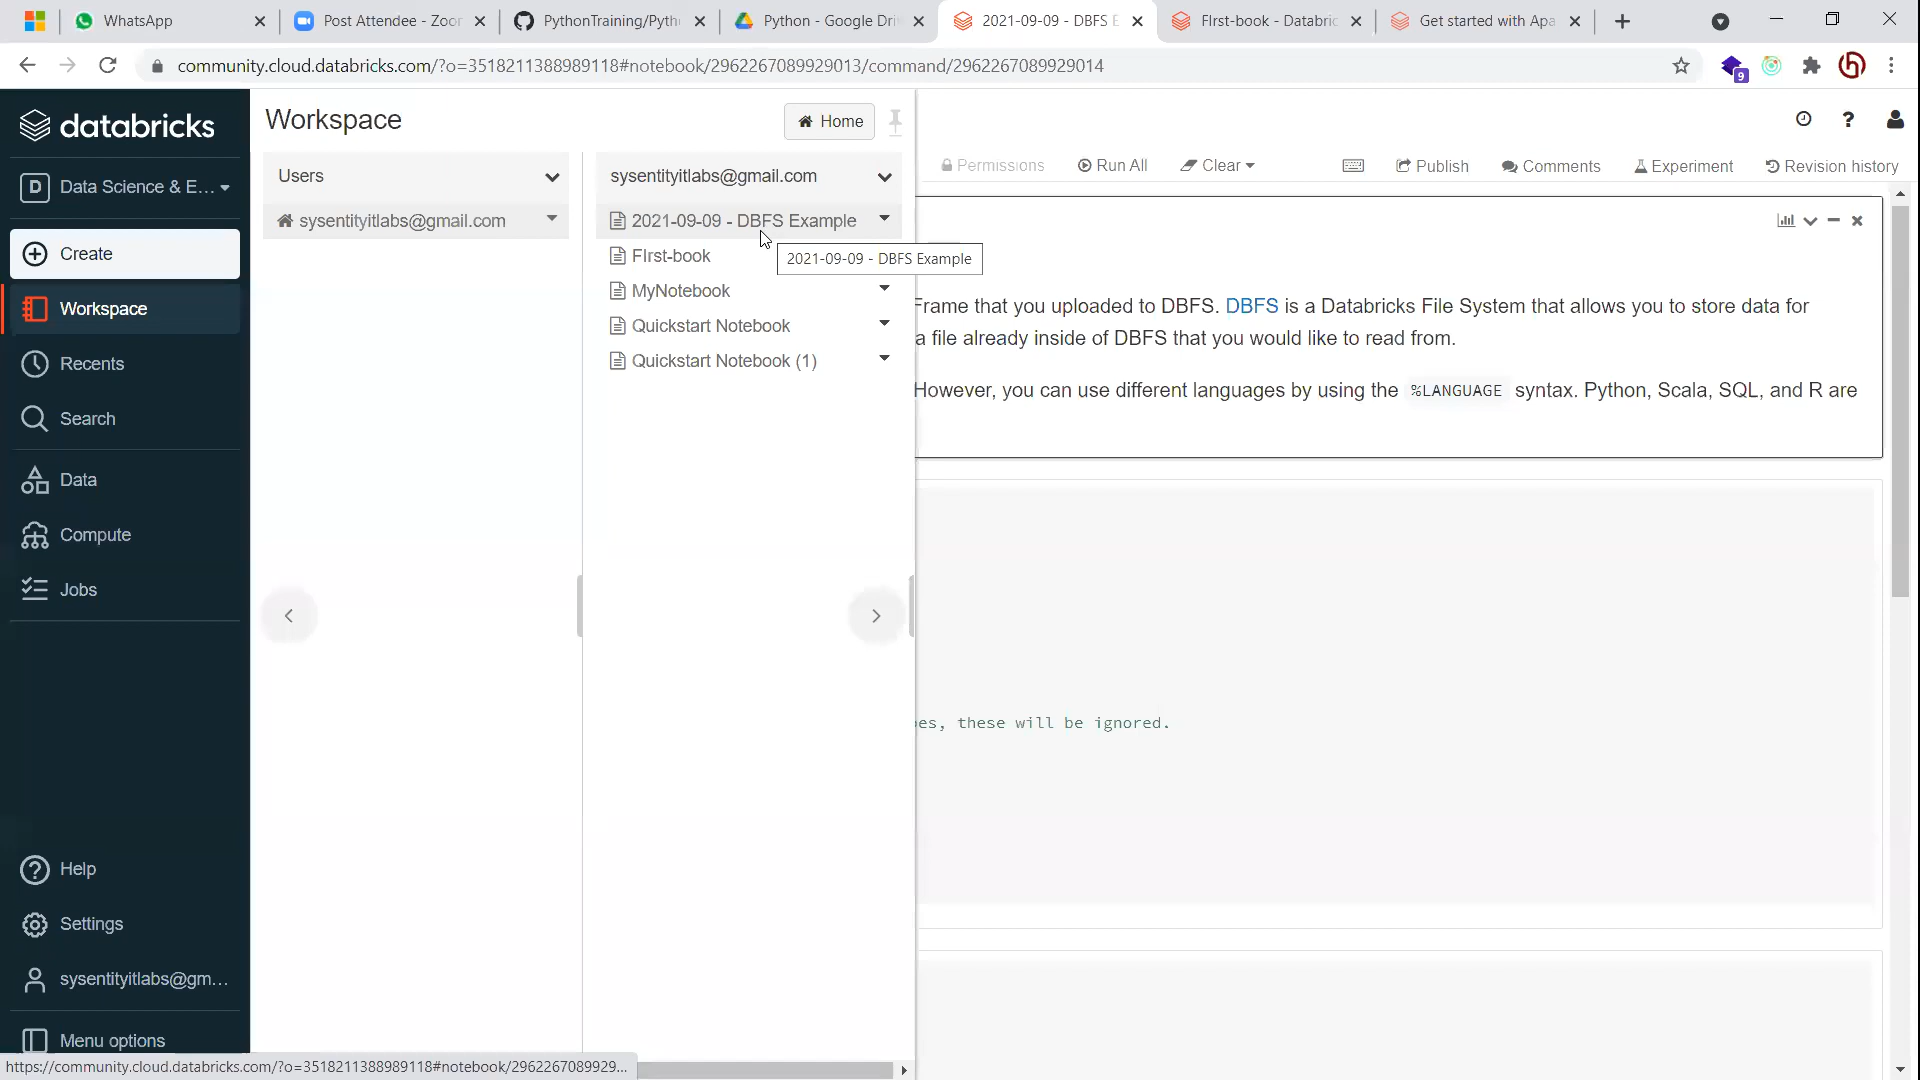 WhatsApp
Post Attendee - Zoor
PythonTraining/Pyth
Python - Google Dri
2021-09-09 - DBFS E
FIrst-book - Databric
Get started with Apa
community.cloud.databricks.com/?o=3518211388989118#notebook/2962267089929013/command/2962267089929014
9
databricks
D Data Science & E...
Create
Workspace
Recents
Search
Data
Compute
Jobs
Help
Settings
sysentityitlabs@gm...
Menu options
Workspace
Home
Users
sysentityitlabs@gmail.com
sysentityitlabs@gmail.com
2021-09-09 - DBFS Example
FIrst-book
MyNotebook
Quickstart Notebook
Quickstart Notebook (1)
2021-09-09 - DBFS Example
Permissions Run All Clear Publish Comments Experiment Revision history
Frame that you uploaded to DBFS. DBFS is a Databricks File System that allows you to store data for
a file already inside of DBFS that you would like to read from.
However, you can use different languages by using the %LANGUAGE syntax. Python, Scala, SQL, and R are
pes, these will be ignored.
https://community.cloud.databricks.com/?o=3518211388989118#notebook/2962267089929...